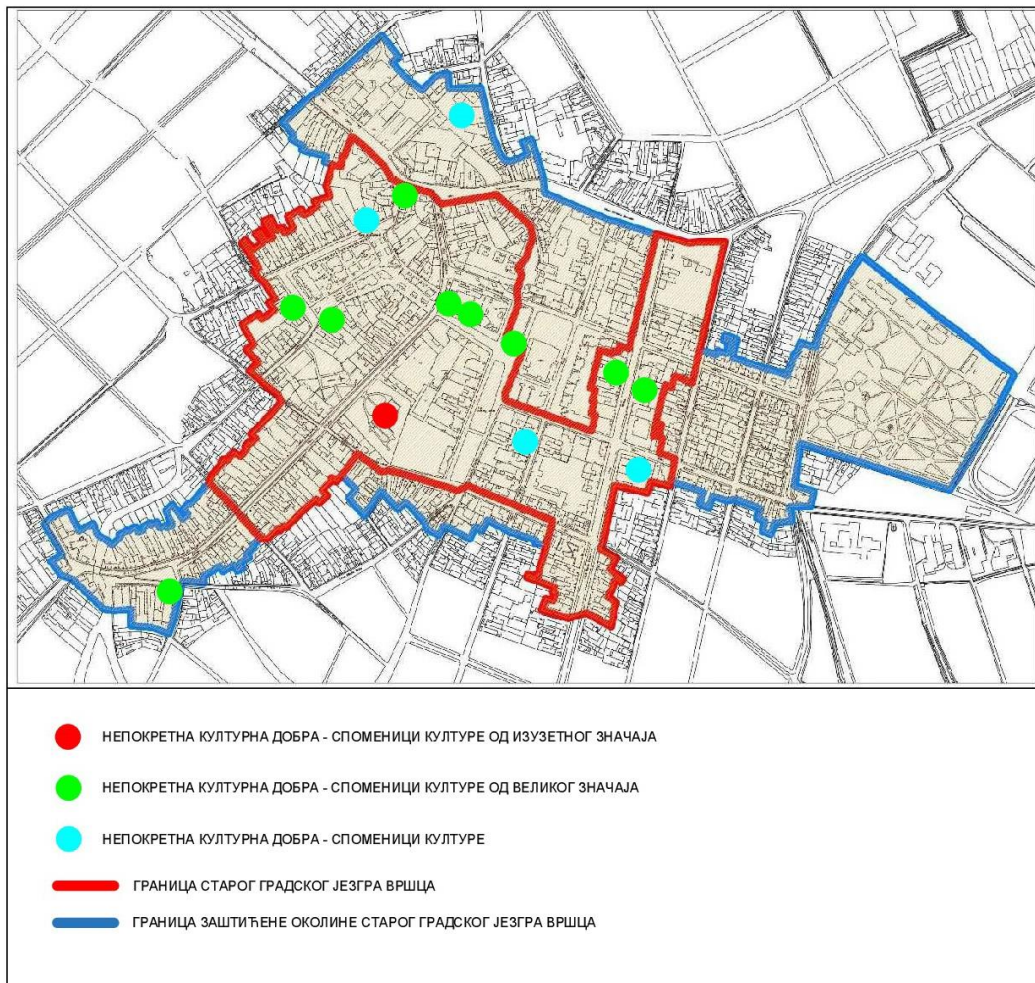 НЕПОКРЕТНА КУЛТУРНА ДОБРА - СПОМЕНИЦИ КУЛТУРЕ ОД ИЗУЗЕТНОГ ЗНАЧАЈА
НЕПОКРЕТНА КУЛТУРНА ДОБРА - СПОМЕНИЦИ КУЛТУРЕ ОД ВЕЛИКОГ ЗНАЧАЈА
НЕПОКРЕТНА КУЛТУРНА ДОБРА - СПОМЕНИЦИ КУЛТУРЕ
ГРАНИЦА СТАРОГ ГРАДСКОГ ЈЕЗГРА ВРШЦА
ГРАНИЦА ЗАШТИЋЕНЕ ОКОЛИНЕ СТАРОГ ГРАДСКОГ ЈЕЗГРА ВРШЦА